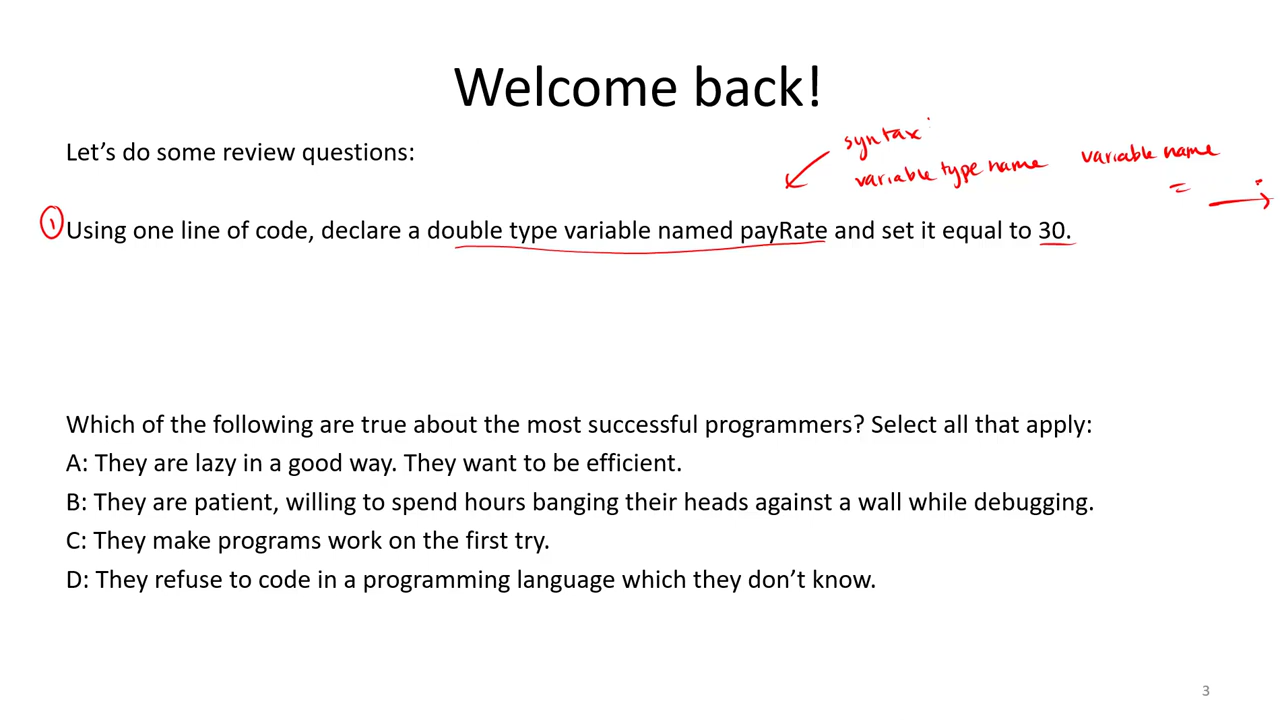 Welcome back!
Let's do some review questions:
syntax
variable type name variable name
=
① Using one line of code, declare a double type variable named payRate and set it equal to 30.
Which of the following are true about the most successful programmers? Select all that apply:
A: They are lazy in a good way. They want to be efficient.
B: They are patient, willing to spend hours banging their heads against a wall while debugging.
C: They make programs work on the first try.
D: They refuse to code in a programming language which they don't know.
3